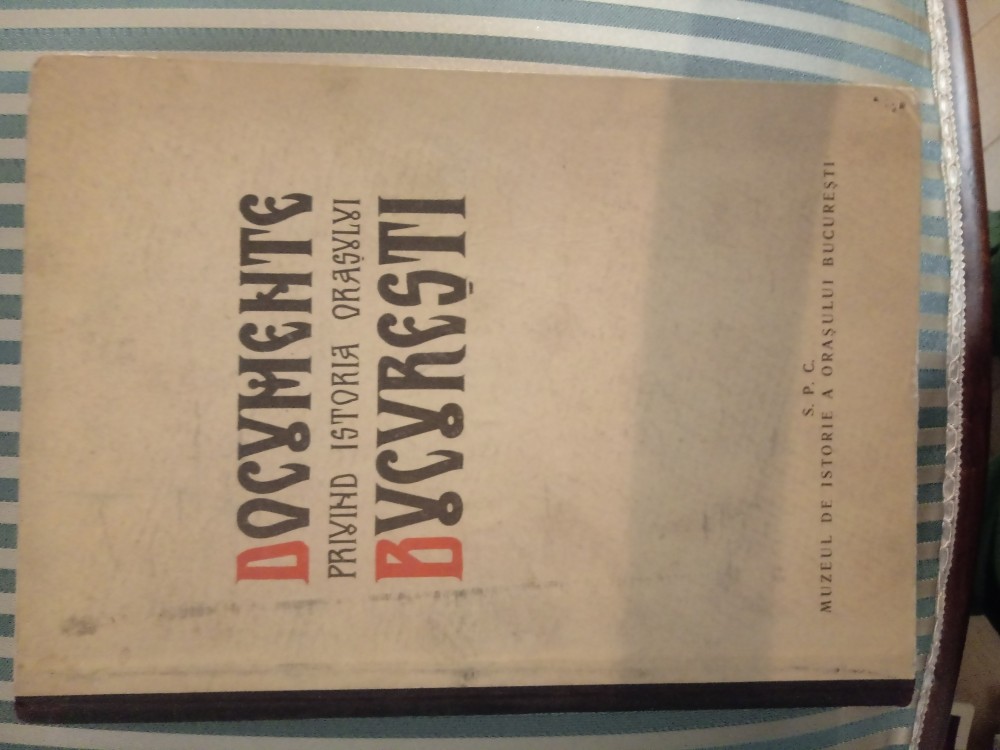 DOCUMENTE
PRIVIND ISTORIA ORAȘULUI
BUCUREȘTI
S. P. C.
MUZEUL DE ISTORIE A ORAȘULUI BUCUREȘTI